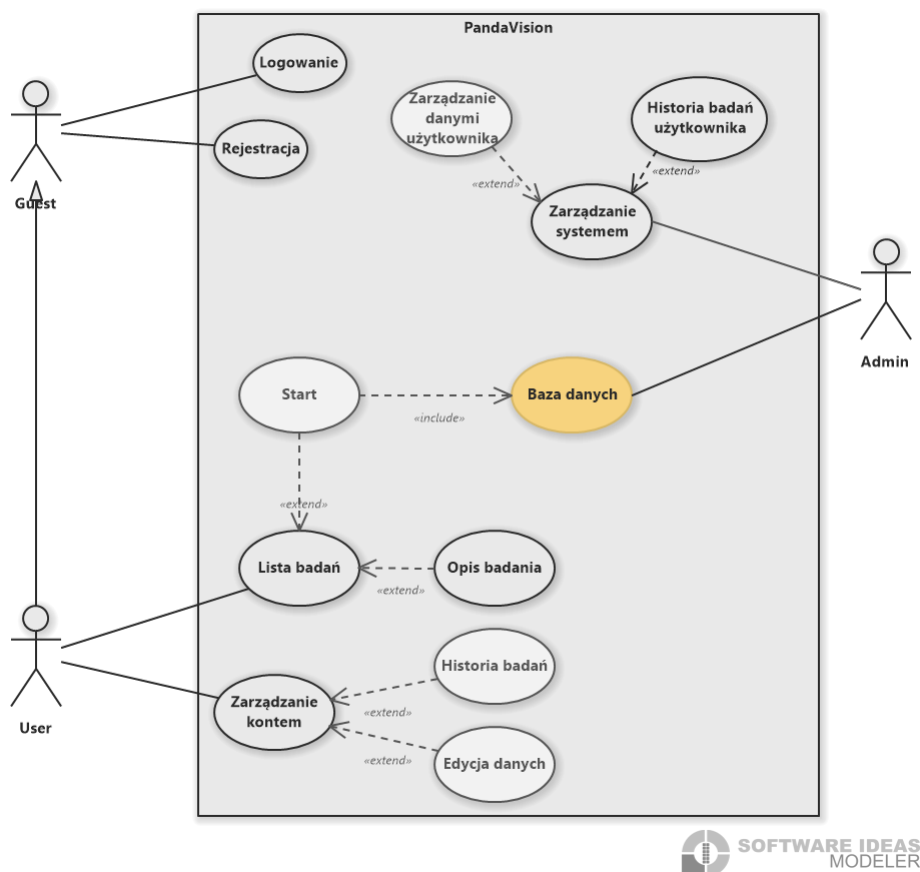 PandaVision
Logowanie
Zarządzanie
danymi
użytkownika
Historia badań
użytkownika
Rejestracja
«extend»
«extend»
Guest
Zarządzanie
systemem
Admin
Start
Baza danych
«include»
«extend»
Lista badań
Opis badania
«extend»
Historia badań
User
Zarządzanie
kontem
«extend»
«extend»
Edycja danych
SOFTWARE IDEAS
MODELER